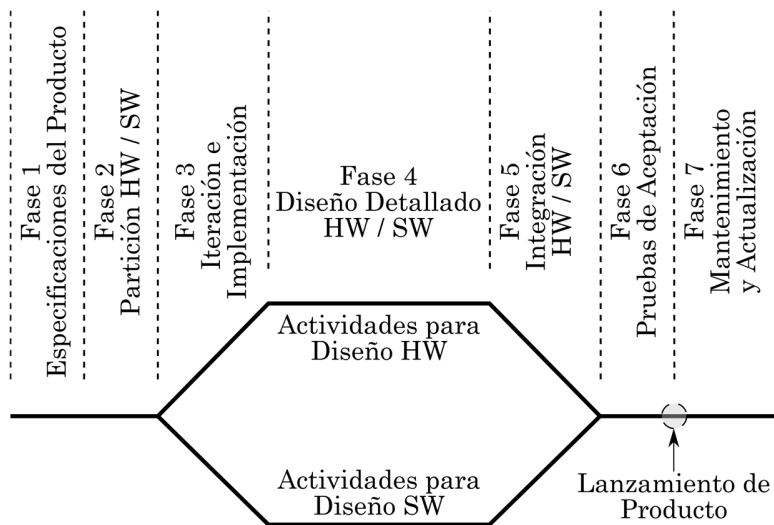 Fase 1
Especificaciones del Producto
Fase 2
Partición HW / SW
Fase 3
Iteración e
Implementación
Fase 4
Diseño Detallado
HW / SW
Fase 5
Integración
HW / SW
Fase 6
Pruebas de Aceptación
Fase 7
Mantenimiento
y Actualización
Actividades para
Diseño HW
Actividades para
Diseño SW
Lanzamiento de
Producto